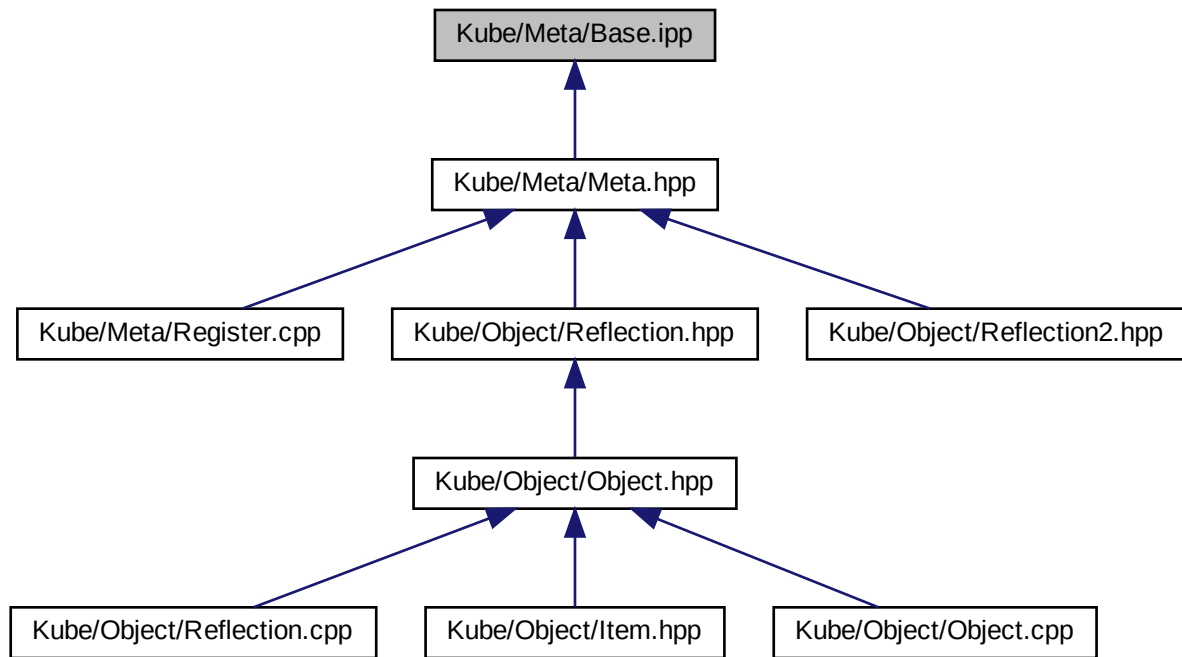 Kube/Meta/Base.ipp
Kube/Meta/Meta.hpp
Kube/Meta/Register.cpp
Kube/Object/Reflection.hpp
Kube/Object/Reflection2.hpp
Kube/Object/Object.hpp
Kube/Object/Reflection.cpp
Kube/Object/Item.hpp
Kube/Object/Object.cpp